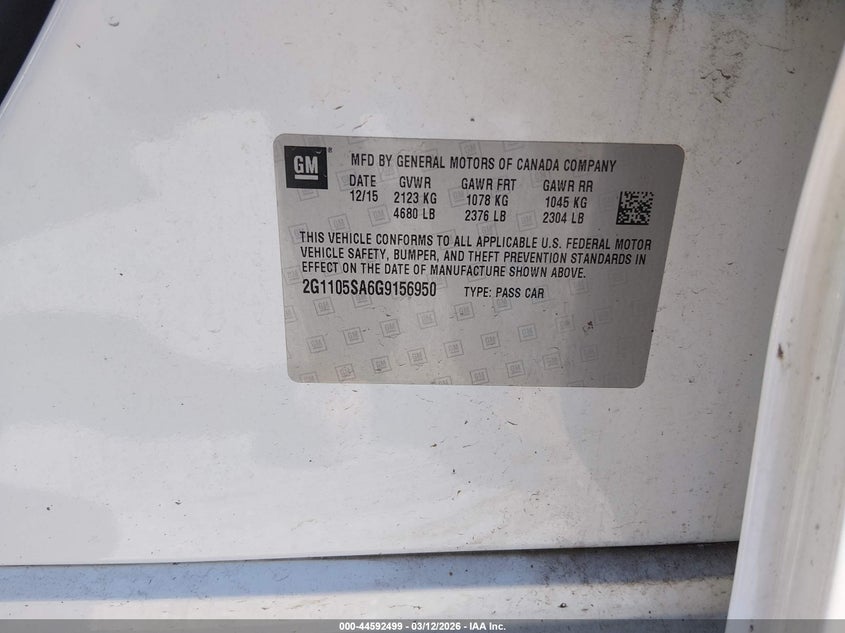 GM
MFD BY GENERAL MOTORS OF CANADA COMPANY
DATE GVWR GAWR FRT GAWR RR
12/15 2123 KG 1078 KG 1045 KG
4680 LB 2376 LB 2304 LB
THIS VEHICLE CONFORMS TO ALL APPLICABLE U.S. FEDERAL MOTOR
VEHICLE SAFETY, BUMPER, AND THEFT PREVENTION STANDARDS IN
EFFECT ON THE DATE OF MANUFACTURE SHOWN ABOVE.
2G1105SA6G9156950 TYPE: PASS CAR
000-44592499 - 03/12/2026 - IAA Inc.